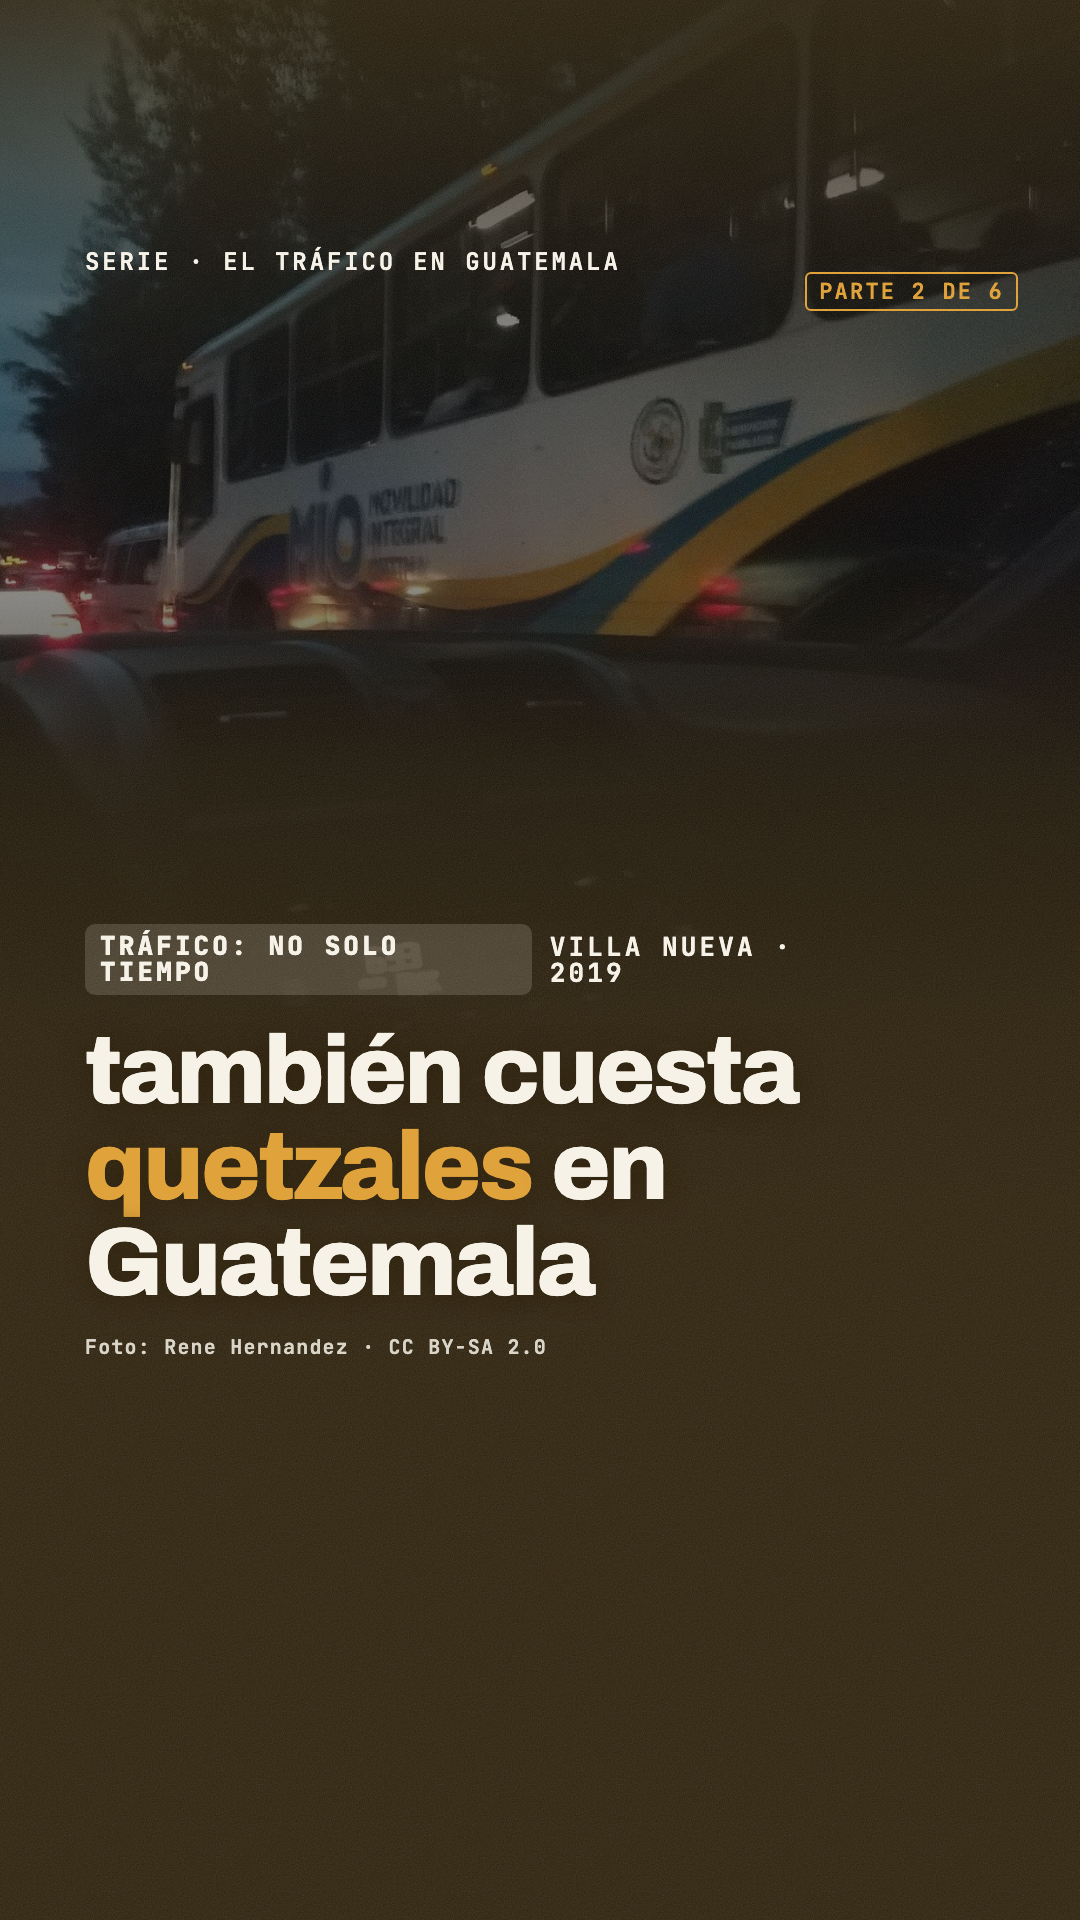 SERIE · EL TRÁFICO EN GUATEMALA
PARTE 2 DE 6
MIO
MOVILIDAD
INTEGRAL
TRÁFICO: NO SOLO
TIEMPO
VILLA NUEVA ·
2019
también cuesta
quetzales en
Guatemala
Foto: Rene Hernandez · CC BY-SA 2.0